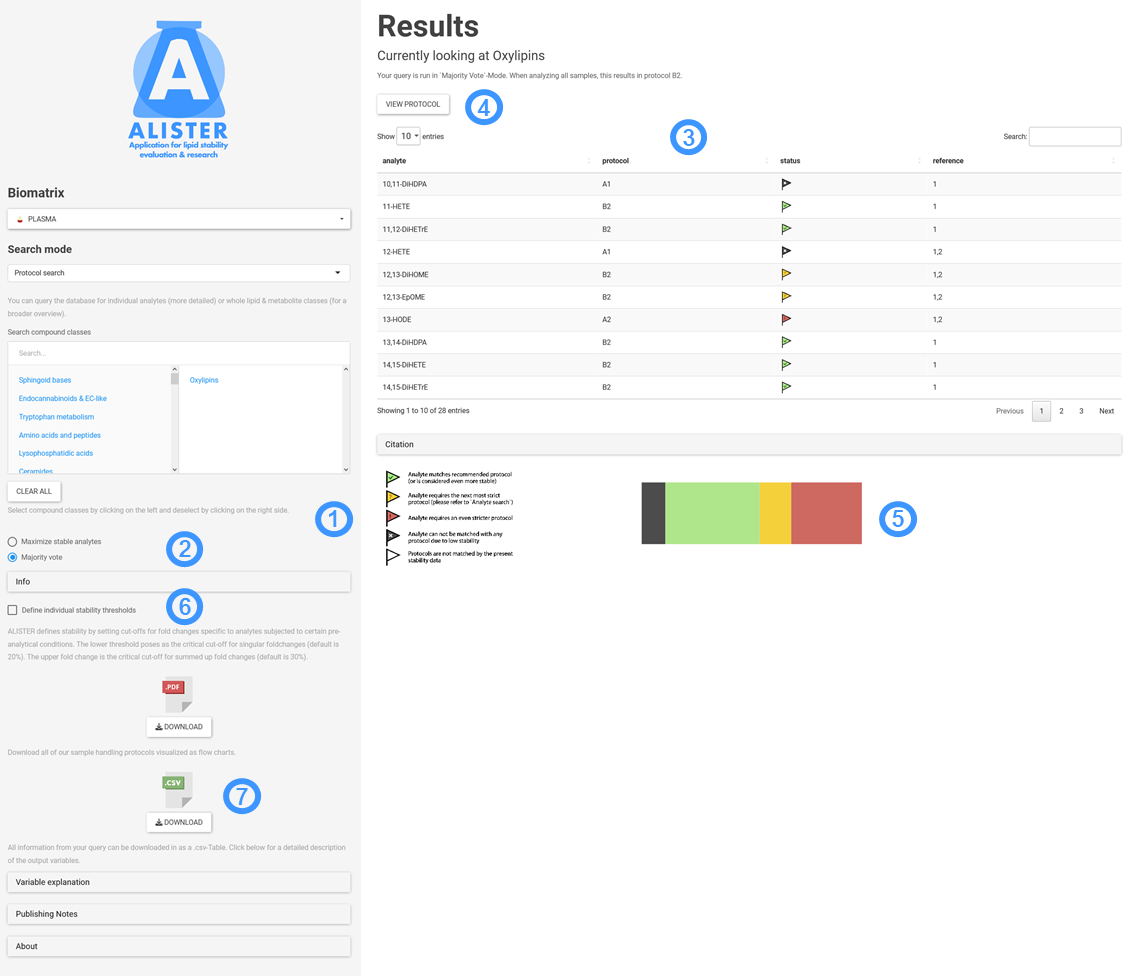 A
ALISTER
Application for lipid stability
evaluation & research
Biomatrix
PLASMA
Search mode
Protocol search
You can query the database for individual analytes (more detailed) or whole lipid & metabolite classes (for a
broader overview).
Search compound classes
Search...
Sphingoid bases
Endocannabinoids & EC-like
Tryptophan metabolism
Amino acids and peptides
Lysophosphatidic acids
Ceramides
Oxylipins
CLEAR ALL
Select compound classes by clicking on the left and deselect by clicking on the right side.
1
Maximize stable analytes
Majority vote
2
Info
6
Define individual stability thresholds
ALISTER defines stability by setting cut-offs for fold changes specific to analytes subjected to certain pre-
analytical conditions. The lower threshold poses as the critical cut-off for singular foldchanges (default is
20%). The upper fold change is the critical cut-off for summed up fold changes (default is 30%).
.PDF
DOWNLOAD
Download all of our sample handling protocols visualized as flow charts.
.CSV
DOWNLOAD
7
All information from your query can be downloaded in as a .csv-Table. Click below for a detailed description
of the output variables.
Variable explanation
Publishing Notes
About
Results
Currently looking at Oxylipins
Your query is run in `Majority Vote`-Mode. When analyzing all samples, this results in protocol B2.
VIEW PROTOCOL
4
3
Show 10 entries
Search:
analyte protocol status reference
10,11-DiHDPA A1 1
11-HETE B2 1
11,12-DiHETrE B2 1
12-HETE A1 1,2
12,13-DiHOME B2 1,2
12,13-EpOME B2 1,2
13-HODE A2 1,2
13,14-DiHDPA B2 1
14,15-DiHETE B2 1
14,15-DiHETrE B2 1
Showing 1 to 10 of 28 entries
Previous 1 2 3 Next
Citation
Analyte matches recommended protocol
(or is considered even more stable)
Analyte requires the next most strict
protocol (please refer to `Analyte search`)
Analyte requires an even stricter protocol
Analyte can not be matched with any
protocol due to low stability
Protocols are not matched by the present
stability data
5